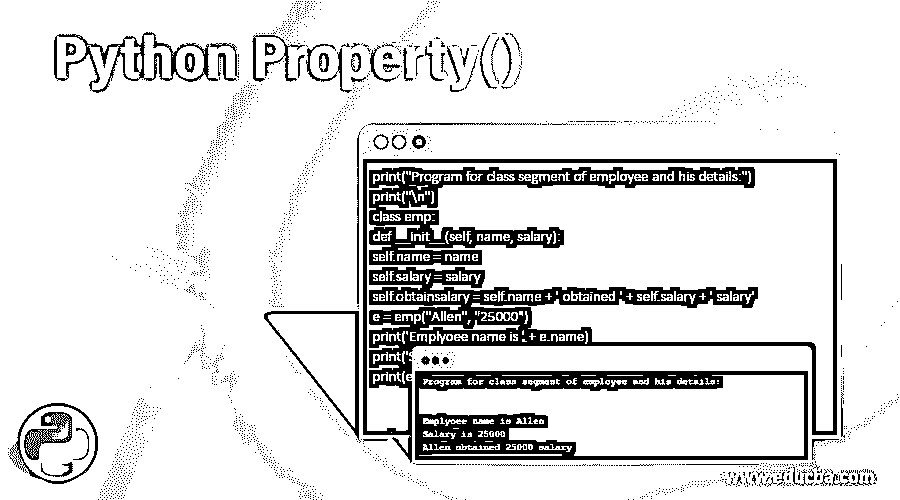 Python Property()
print("Program for class segment of employee and his details:")
print("\n")
class emp:
def __init__(self, name, salary):
self.name = name
self.salary = salary
self.obtainsalary = self.name + ' obtained ' + self.salary + ' salary'
e = emp("Allen", "25000")
print('Emplyoee name is ' + e.name)
print('S
print(e
Program for class segment of employee and his details:
Emplyoee name is Allen
Salary is 25000
Allen obtained 25000 salary
www.educba.com